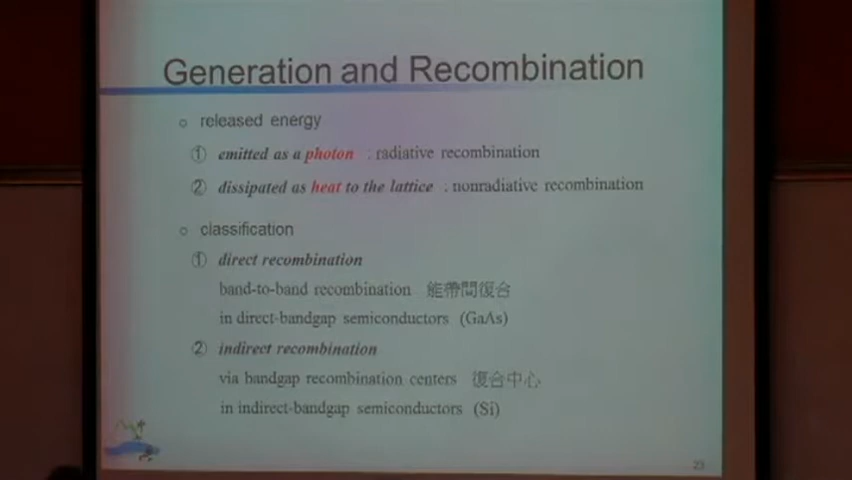 Generation and Recombination
○ released energy
① emitted as a photon : radiative recombination
② dissipated as heat to the lattice : nonradiative recombination
○ classification
① direct recombination
band-to-band recombination 能帶間復合
in direct-bandgap semiconductors (GaAs)
② indirect recombination
via bandgap recombination centers 復合中心
in indirect-bandgap semiconductors (Si)
23